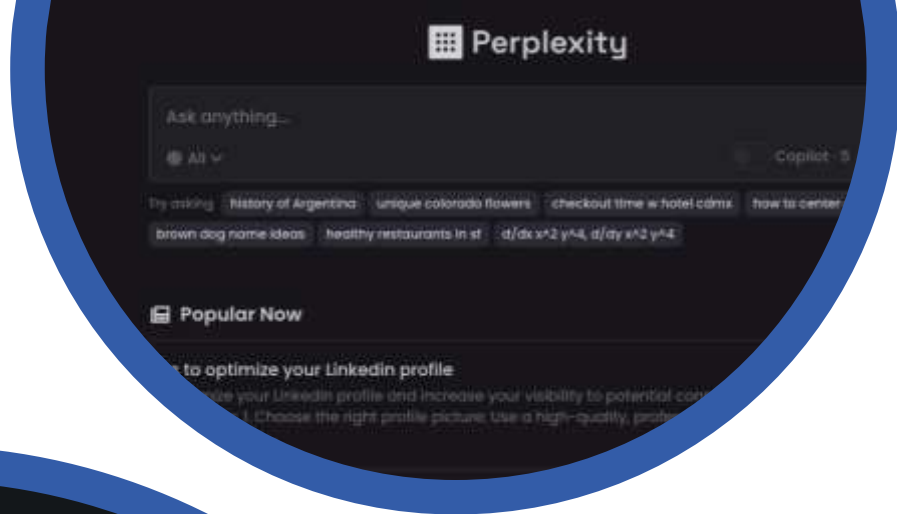 Perplexity
Ask anything...
All
Copilot
Try asking history of Argentina unique colorado flowers checkout time w hotel cdmx how to center
brown dog name ideas healthy restaurants in sf d/dx x^2 y^4, d/dy x^2 y^4
Popular Now
to optimize your Linkedin profile
your Linkedin profile and increase your visibility to potential
1. Choose the right profile picture: Use a high-quality,